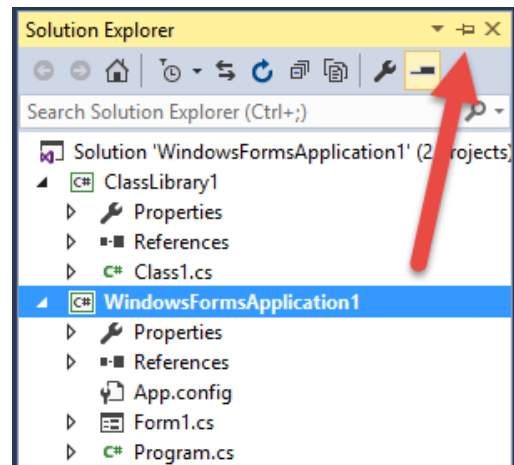 Solution Explorer
Search Solution Explorer (Ctrl+;)
Solution 'WindowsFormsApplication1' (2 projects)
C# ClassLibrary1
Properties
References
C# Class1.cs
C# WindowsFormsApplication1
Properties
References
App.config
Form1.cs
C# Program.cs